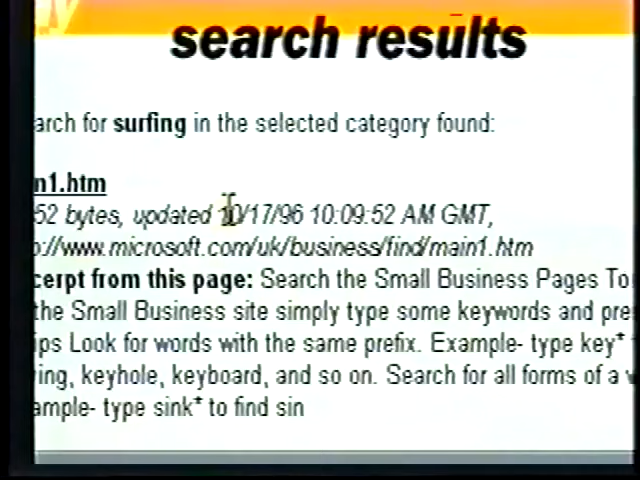 search results
arch for surfing in the selected category found:
n1.htm
52 bytes, updated 10/17/96 10:09:52 AM GMT,
p://www.microsoft.com/uk/business/find/main1.htm
cerpt from this page: Search the Small Business Pages To
the Small Business site simply type some keywords and pre
ips Look for words with the same prefix. Example- type key*
ing, keyhole, keyboard, and so on. Search for all forms of a
ample- type sink* to find sin